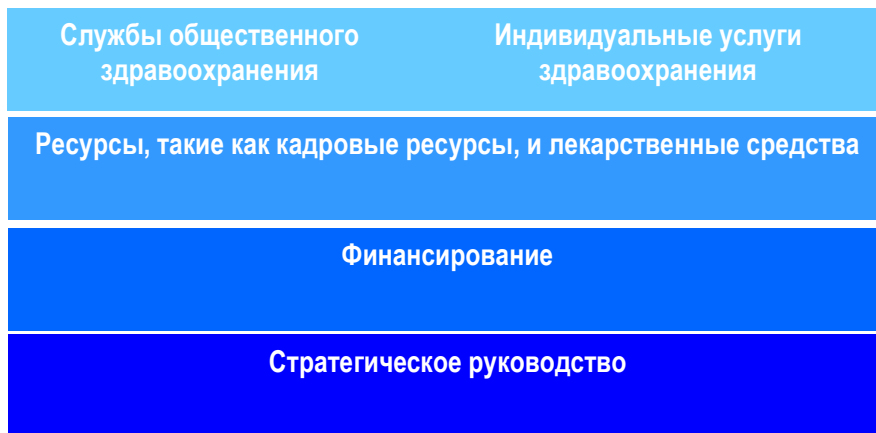 Службы общественного
здравоохранения
Индивидуальные услуги
здравоохранения
Ресурсы, такие как кадровые ресурсы, и лекарственные средства
Финансирование
Стратегическое руководство